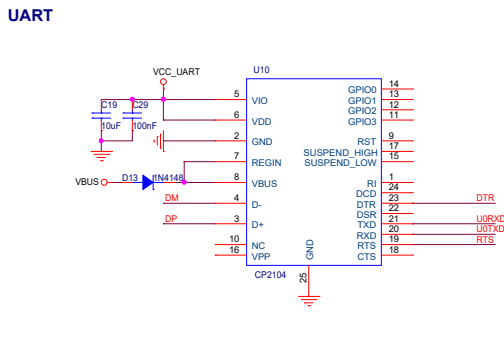 UART
VCC_UART
U10
C19
C29
10uF
100nF
VBUS
D13
1N4148
DM
DP
5
6
2
7
8
4
3
10
16
VIO
VDD
GND
REGIN
VBUS
D-
D+
NC
VPP
GPIO0
GPIO1
GPIO2
GPIO3
RST
SUSPEND_HIGH
SUSPEND_LOW
RI
DCD
DTR
DSR
TXD
RXD
RTS
CTS
14
13
12
11
9
17
15
1
24
23
22
21
20
19
18
DTR
U0RXD
U0TXD
RTS
GND
25
CP2104